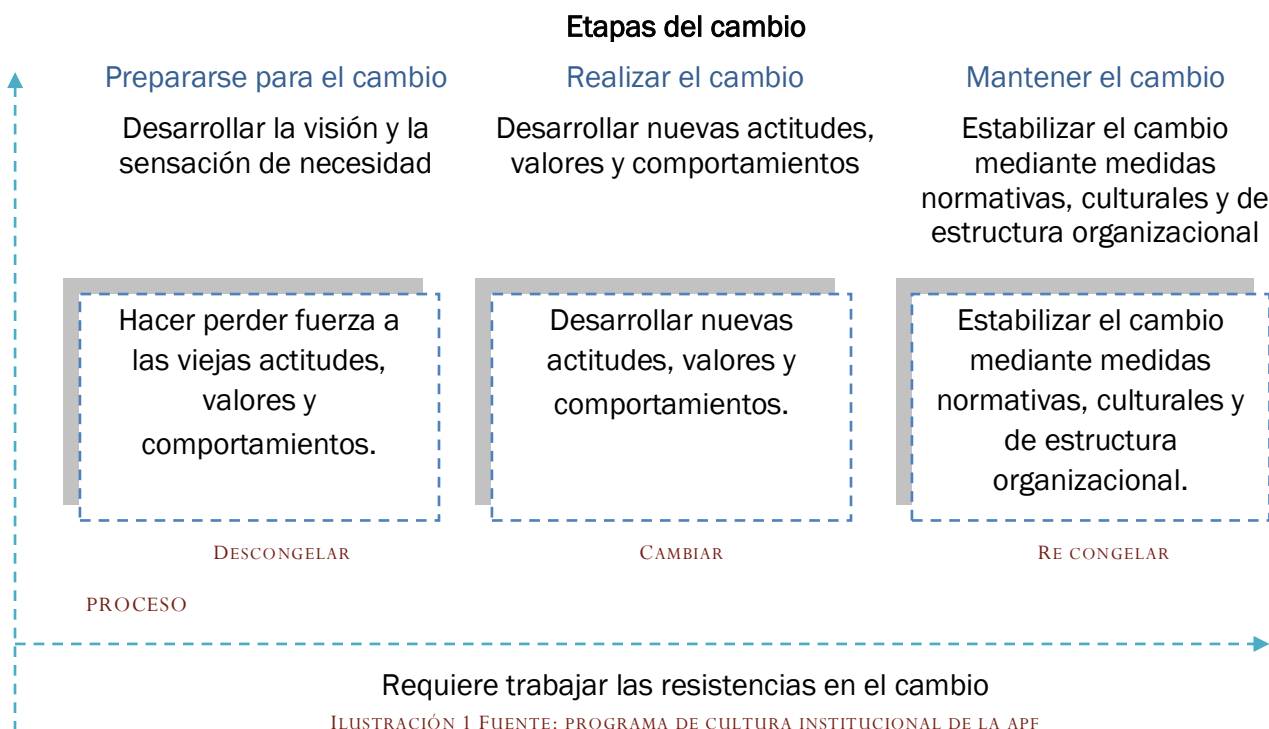 Etapas del cambio
Prepararse para el cambio
Desarrollar la visión y la
sensación de necesidad
Realizar el cambio
Desarrollar nuevas actitudes,
valores y comportamientos
Mantener el cambio
Estabilizar el cambio
mediante medidas
normativas, culturales y de
estructura organizacional
Hacer perder fuerza a
las viejas actitudes,
valores y
comportamientos.
Desarrollar nuevas
actitudes, valores y
comportamientos.
Estabilizar el cambio
mediante medidas
normativas, culturales y
de estructura
organizacional.
DESCONGELAR
CAMBIAR
RE CONGELAR
PROCESO
Requiere trabajar las resistencias en el cambio
ILUSTRACIÓN 1 FUENTE: PROGRAMA DE CULTURA INSTITUCIONAL DE LA APF